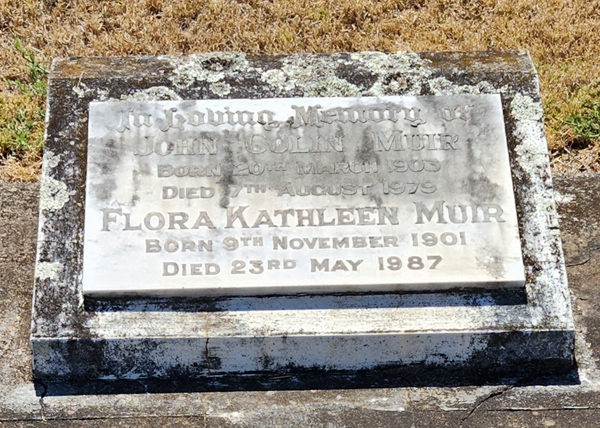 In Loving Memory of
JOHN COLIN MUIR
BORN 20TH MARCH 1903
DIED 7TH AUGUST 1979
FLORA KATHLEEN MUIR
BORN 9TH NOVEMBER 1901
DIED 23RD MAY 1987